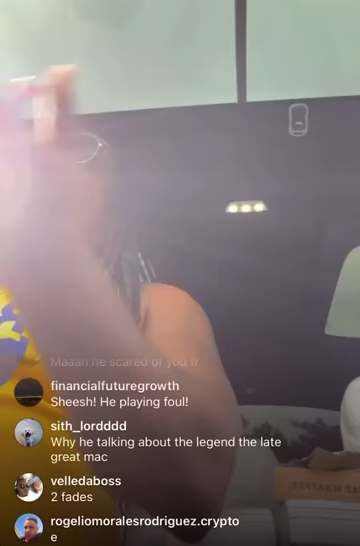 Maaan he scared of you fr
financialfuturegrowth
Sheesh! He playing foul!
sith_lordddd
Why he talking about the legend the late
great mac
velledaboss
2 fades
rogeliomoralesrodriguez.crypto
e